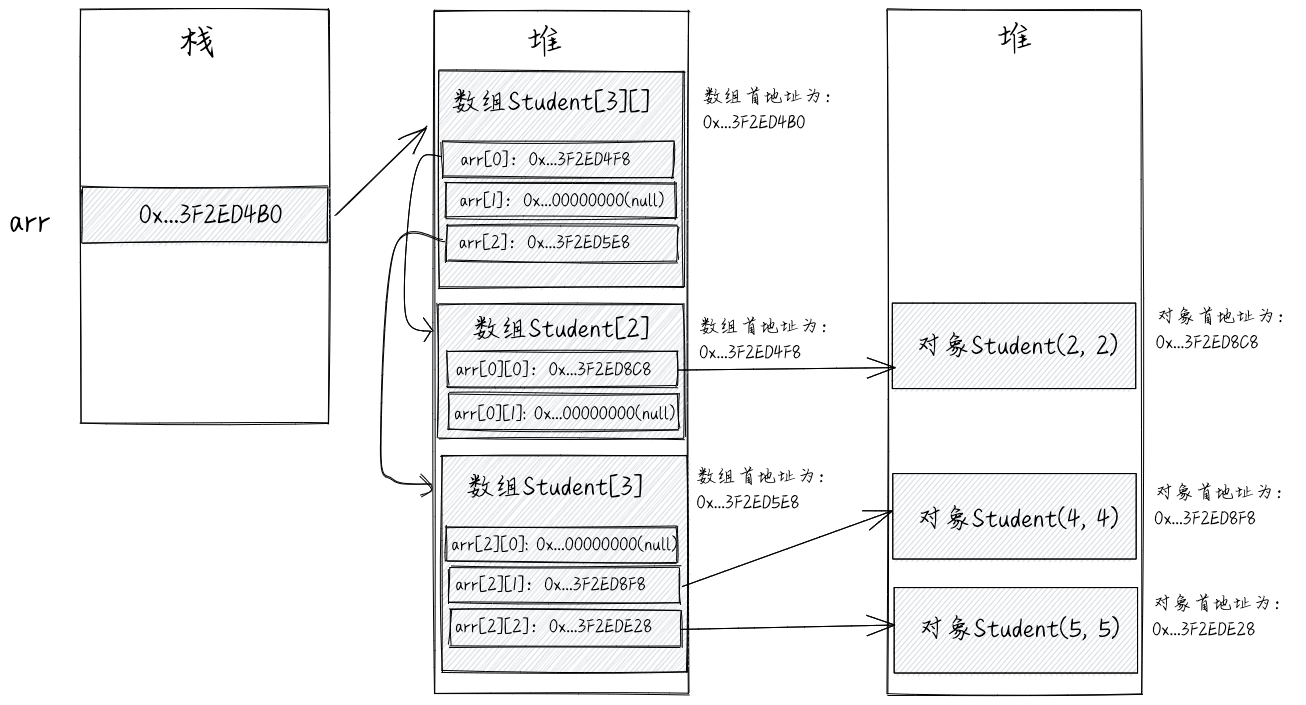 栈
arr
0x...3F2ED4B0
堆
数组Student[3][]
arr[0]: 0x...3F2ED4F8
arr[1]: 0x...00000000(null)
arr[2]: 0x...3F2ED5E8
数组首地址为:
0x...3F2ED4B0
数组Student[2]
arr[0][0]: 0x...3F2ED8C8
arr[0][1]: 0x...00000000(null)
数组首地址为:
0x...3F2ED4F8
数组Student[3]
arr[2][0]: 0x...00000000(null)
arr[2][1]: 0x...3F2ED8F8
arr[2][2]: 0x...3F2EDE28
数组首地址为:
0x...3F2ED5E8
堆
对象Student(2, 2)
对象首地址为:
0x...3F2ED8C8
对象Student(4, 4)
对象首地址为:
0x...3F2ED8F8
对象Student(5, 5)
对象首地址为:
0x...3F2EDE28